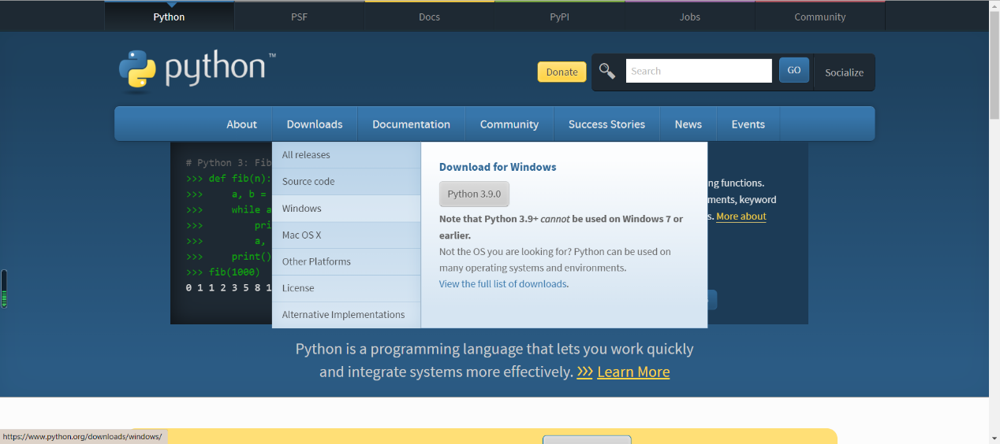 Python
PSF
Docs
PyPI
Jobs
Community
python™
Donate
Search
GO
Socialize
About
Downloads
Documentation
Community
Success Stories
News
Events
All releases
Source code
Windows
Mac OS X
Other Platforms
License
Alternative Implementations
Download for Windows
Python 3.9.0
Note that Python 3.9+ cannot be used on Windows 7 or
earlier.
Not the OS you are looking for? Python can be used on
many operating systems and environments.
View the full list of downloads.
# Python 3: Fib
>>> def fib(n):
>>> a, b =
>>> while a
>>> pri
>>> a,
>>> print()
>>> fib(1000)
0 1 1 2 3 5 8 1
ng functions.
ments, keyword
s. More about
Python is a programming language that lets you work quickly
and integrate systems more effectively. >>> Learn More
https://www.python.org/downloads/windows/